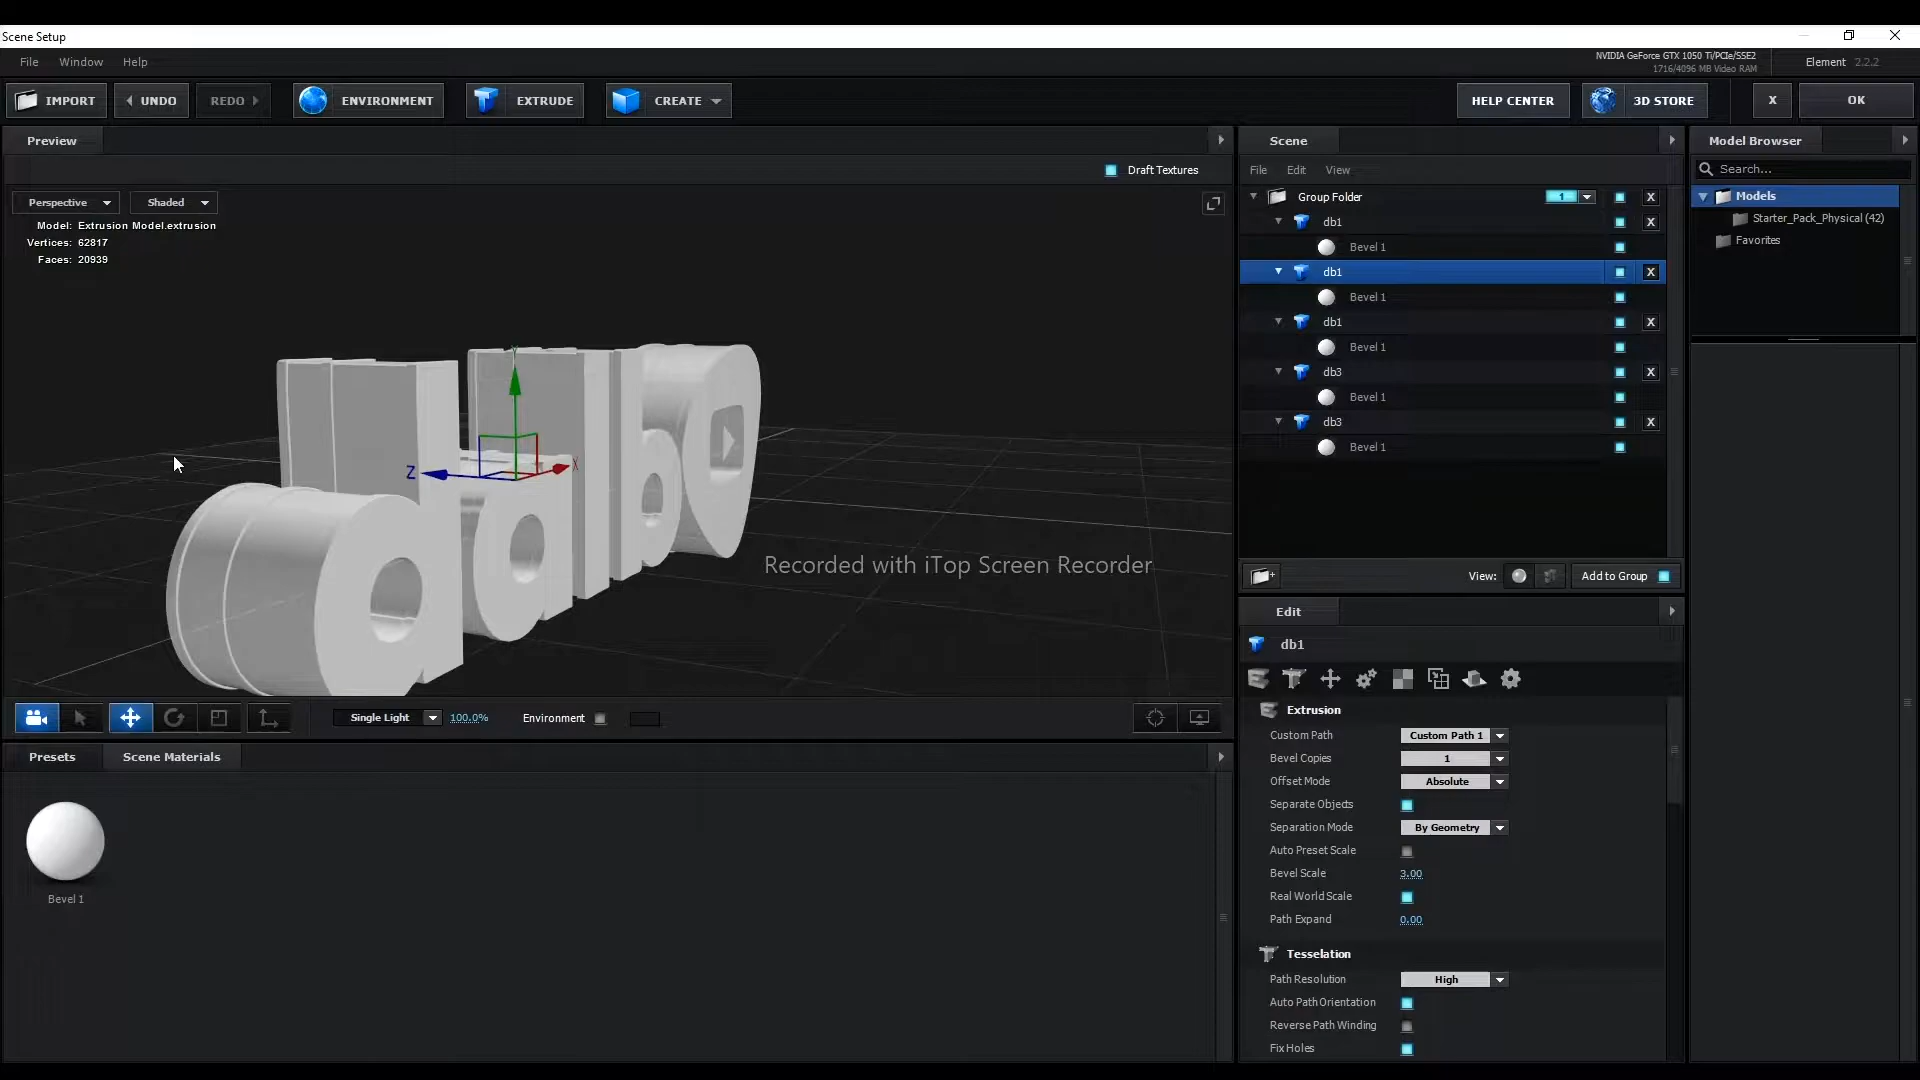 Scene Setup
File Window Help
NVIDIA GeForce GTX 1050 Ti/PCIe/SSE2
1716/4096 MB Video RAM
Element 2.2.2
IMPORT UNDO REDO ENVIRONMENT EXTRUDE CREATE HELP CENTER 3D STORE X OK
Preview
Draft Textures
Perspective Shaded
Model: Extrusion Model.extrusion
Vertices: 62817
Faces: 20939
Y
Z
X
Recorded with iTop Screen Recorder
Single Light 100.0% Environment
Presets Scene Materials
Bevel 1
Scene
File Edit View
Group Folder 1 X
db1 X
Bevel 1
db1 X
Bevel 1
db1 X
Bevel 1
db3 X
Bevel 1
db3 X
Bevel 1
View: Add to Group
Edit
db1
Extrusion
Custom Path Custom Path 1
Bevel Copies 1
Offset Mode Absolute
Separate Objects
Separation Mode By Geometry
Auto Preset Scale
Bevel Scale 3.00
Real World Scale
Path Expand 0.00
Tesselation
Path Resolution High
Auto Path Orientation
Reverse Path Winding
Fix Holes
Model Browser
Search...
Models
Starter_Pack_Physical (42)
Favorites